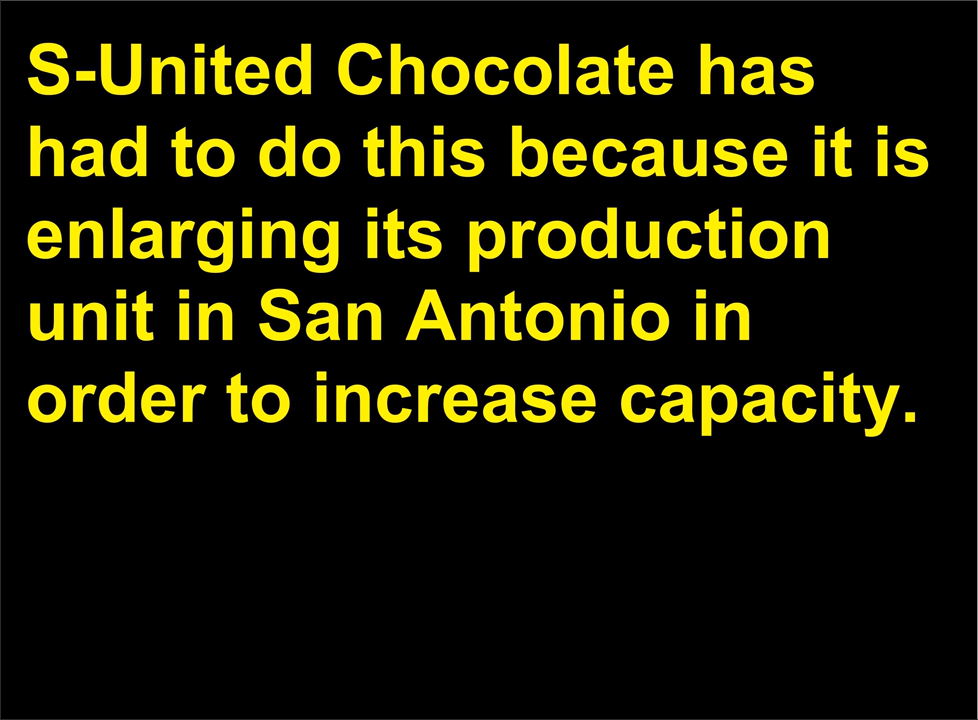 S-United Chocolate has
had to do this because it is
enlarging its production
unit in San Antonio in
order to increase capacity.